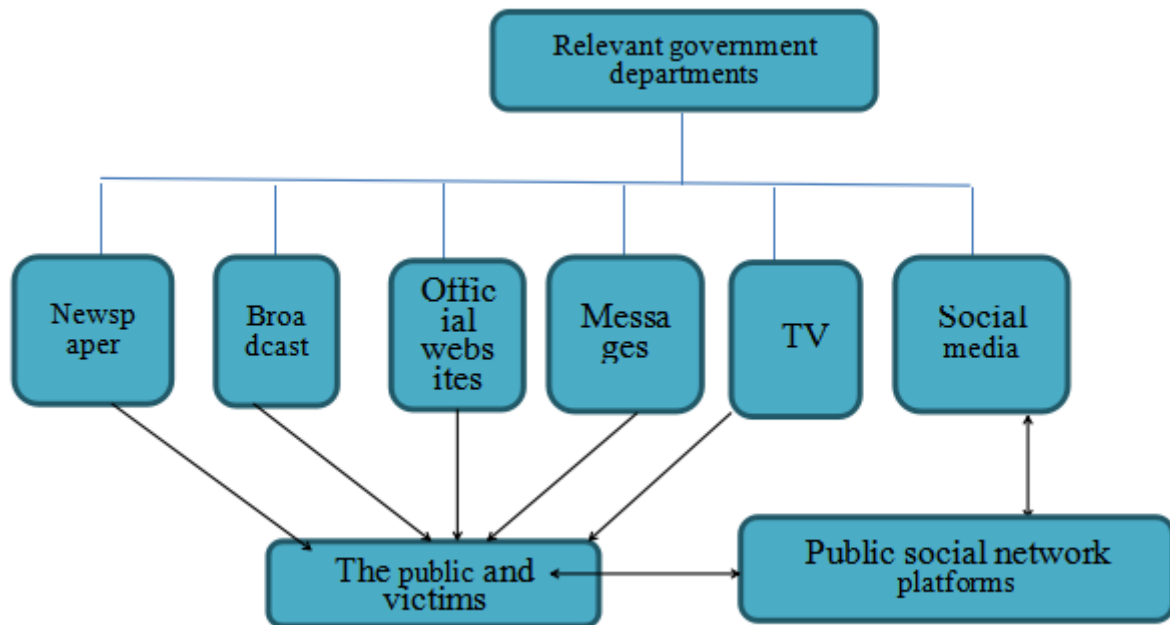 Relevant government
departments
Newsp
aper
Broa
dcast
Offic
ial
webs
ites
Messa
ges
TV
Social
media
The public and
victims
Public social network
platforms